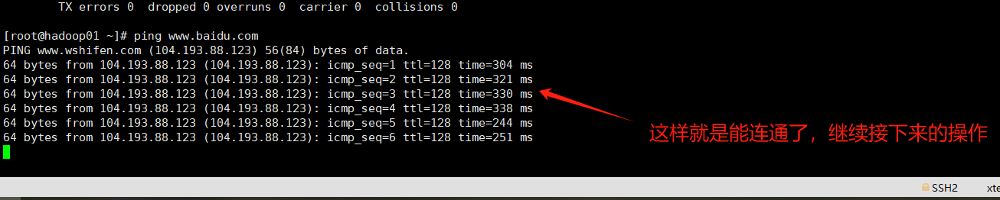 TX errors 0  dropped 0 overruns 0  carrier 0  collisions 0
[root@hadoop01 ~]# ping www.baidu.com
PING www.wshifen.com (104.193.88.123) 56(84) bytes of data.
64 bytes from 104.193.88.123 (104.193.88.123): icmp_seq=1 ttl=128 time=304 ms
64 bytes from 104.193.88.123 (104.193.88.123): icmp_seq=2 ttl=128 time=321 ms
64 bytes from 104.193.88.123 (104.193.88.123): icmp_seq=3 ttl=128 time=330 ms
64 bytes from 104.193.88.123 (104.193.88.123): icmp_seq=4 ttl=128 time=338 ms
64 bytes from 104.193.88.123 (104.193.88.123): icmp_seq=5 ttl=128 time=244 ms
64 bytes from 104.193.88.123 (104.193.88.123): icmp_seq=6 ttl=128 time=251 ms
这样就是能连通了，继续接下来的操作
SSH2 xte